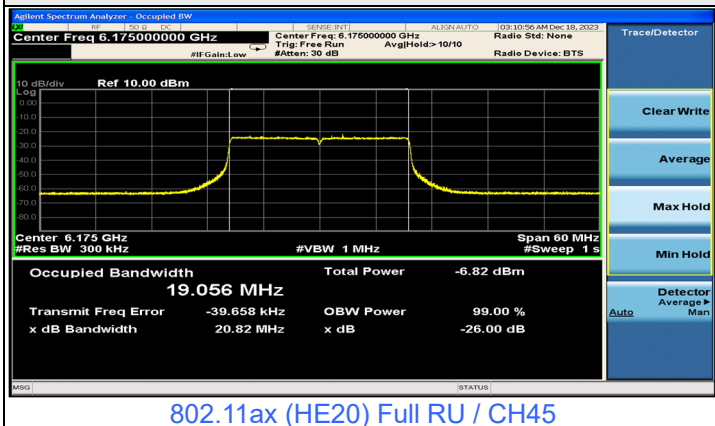 Agilent Spectrum Analyzer - Occupied BW
RF 50 Ω DC SENSE:INT ALIGN AUTO 03:10:56 AM Dec 18, 2023
Center Freq 6.175000000 GHz Center Freq: 6.175000000 GHz Radio Std: None
Trig: Free Run Avg|Hold:>10/10
#IFGain:Low #Atten: 30 dB Radio Device: BTS
Trace/Detector
10 dB/div Ref 10.00 dBm
Log
0.00
-10.0
-20.0
-30.0
-40.0
-50.0
-60.0
-70.0
-80.0
Center 6.175 GHz Span 60 MHz
#Res BW 300 kHz #VBW 1 MHz #Sweep 1 s
Occupied Bandwidth Total Power -6.82 dBm
19.056 MHz
Transmit Freq Error -39.658 kHz OBW Power 99.00 %
x dB Bandwidth 20.82 MHz x dB -26.00 dB
Clear Write
Average
Max Hold
Min Hold
Detector
Average ▶
Auto Man
MSG STATUS
802.11ax (HE20) Full RU / CH45